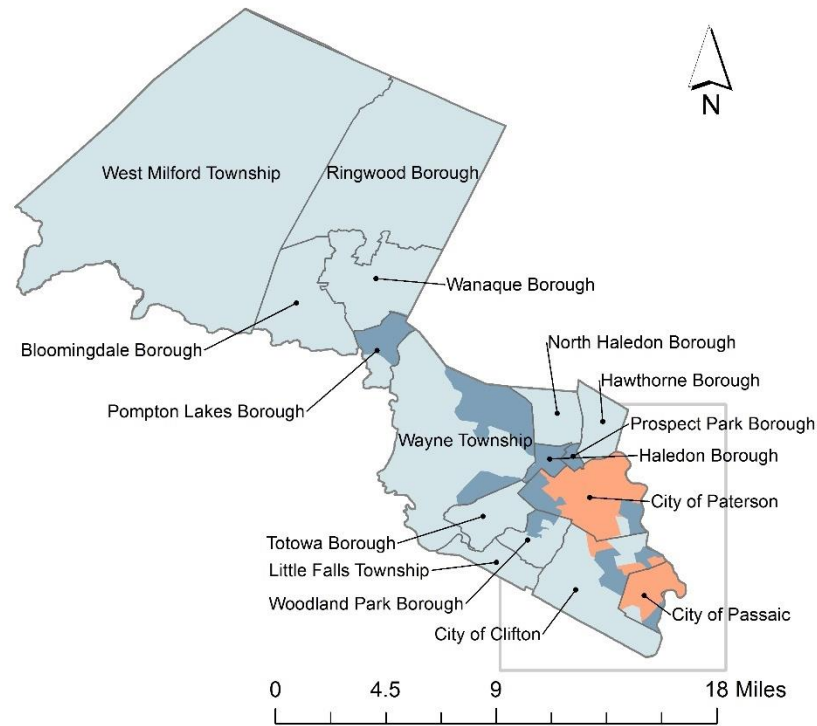 N
West Milford Township
Ringwood Borough
Wanaque Borough
Bloomingdale Borough
North Haledon Borough
Hawthorne Borough
Pompton Lakes Borough
Prospect Park Borough
Wayne Township
Haledon Borough
City of Paterson
Totowa Borough
Little Falls Township
Woodland Park Borough
City of Passaic
City of Clifton
0 4.5 9 18 Miles